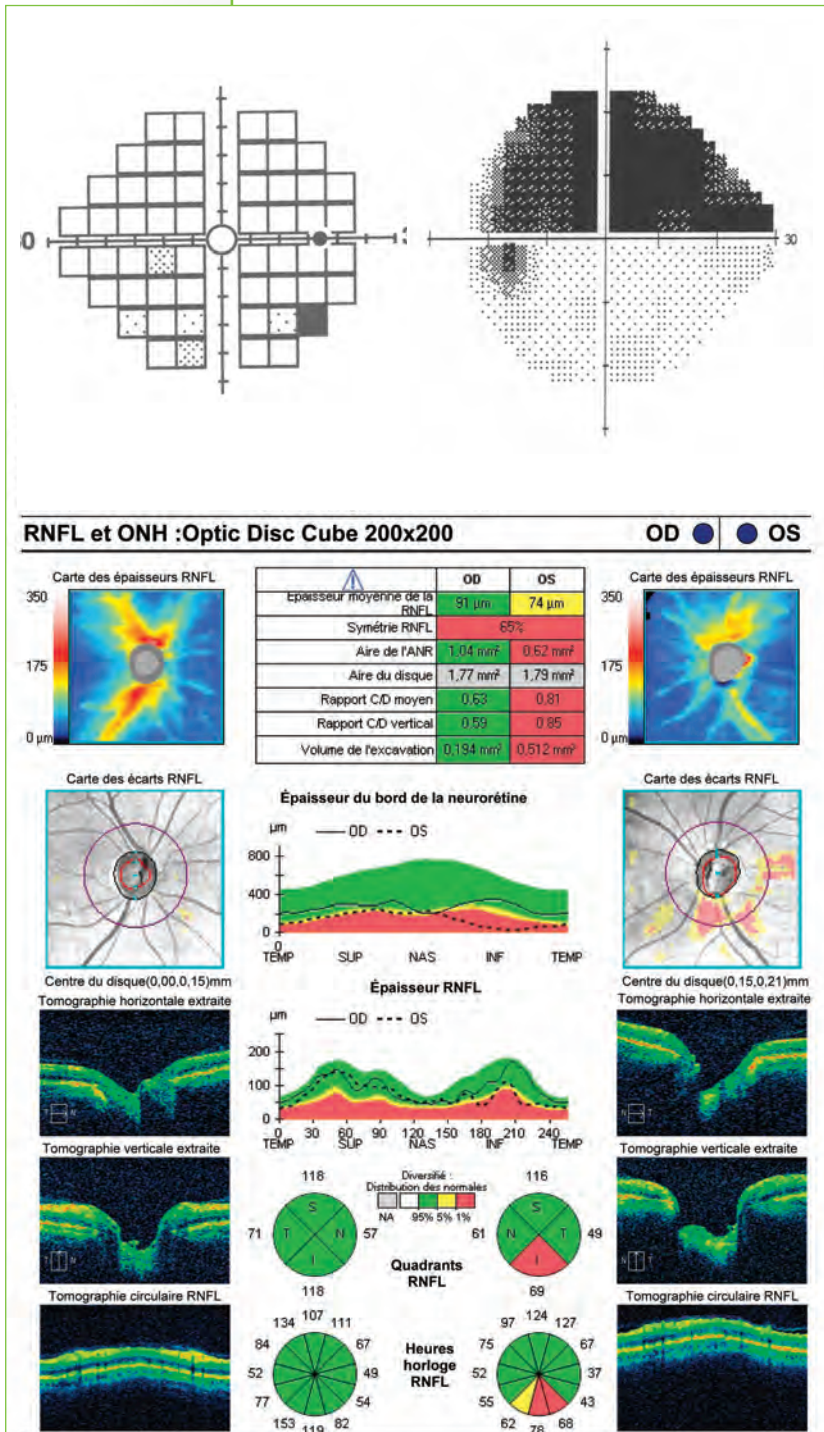 30
RNFL et ONH :Optic Disc Cube 200x200
OD OS
Carte des épaisseurs RNFL
350
175
0 µm
OD OS
Epaisseur moyenne de la RNFL 91 µm 74 µm
Symétrie RNFL 65%
Aire de l'ANR 1,04 mm² 0,62 mm²
Aire du disque 1,77 mm² 1,79 mm²
Rapport C/D moyen 0,63 0,81
Rapport C/D vertical 0,59 0,85
Volume de l'excavation 0,194 mm³ 0,512 mm³
Carte des épaisseurs RNFL
350
175
0 µm
Carte des écarts RNFL
Centre du disque(0,00,0,15)mm
Épaisseur du bord de la neurorétine
µm OD OS
800
400
0
0
TEMP SUP NAS INF TEMP
Carte des écarts RNFL
Centre du disque(0,15,0,21)mm
Tomographie horizontale extraite
T N
Épaisseur RNFL
µm OD OS
200
100
0
0 30 60 90 120 150 180 210 240
TEMP SUP NAS INF TEMP
Tomographie horizontale extraite
N T
Tomographie verticale extraite
T N
118
71 S T N I 57
118
Diversifié :
Distribution des normales
NA 95% 5% 1%
Quadrants
RNFL
116
61 S N T I 49
69
Tomographie verticale extraite
N T
Tomographie circulaire RNFL
134 107 111
84 67
52 49
77 54
153 119 82
Heures
horloge
RNFL
97 124 127
75 67
52 37
55 43
62 78 68
Tomographie circulaire RNFL